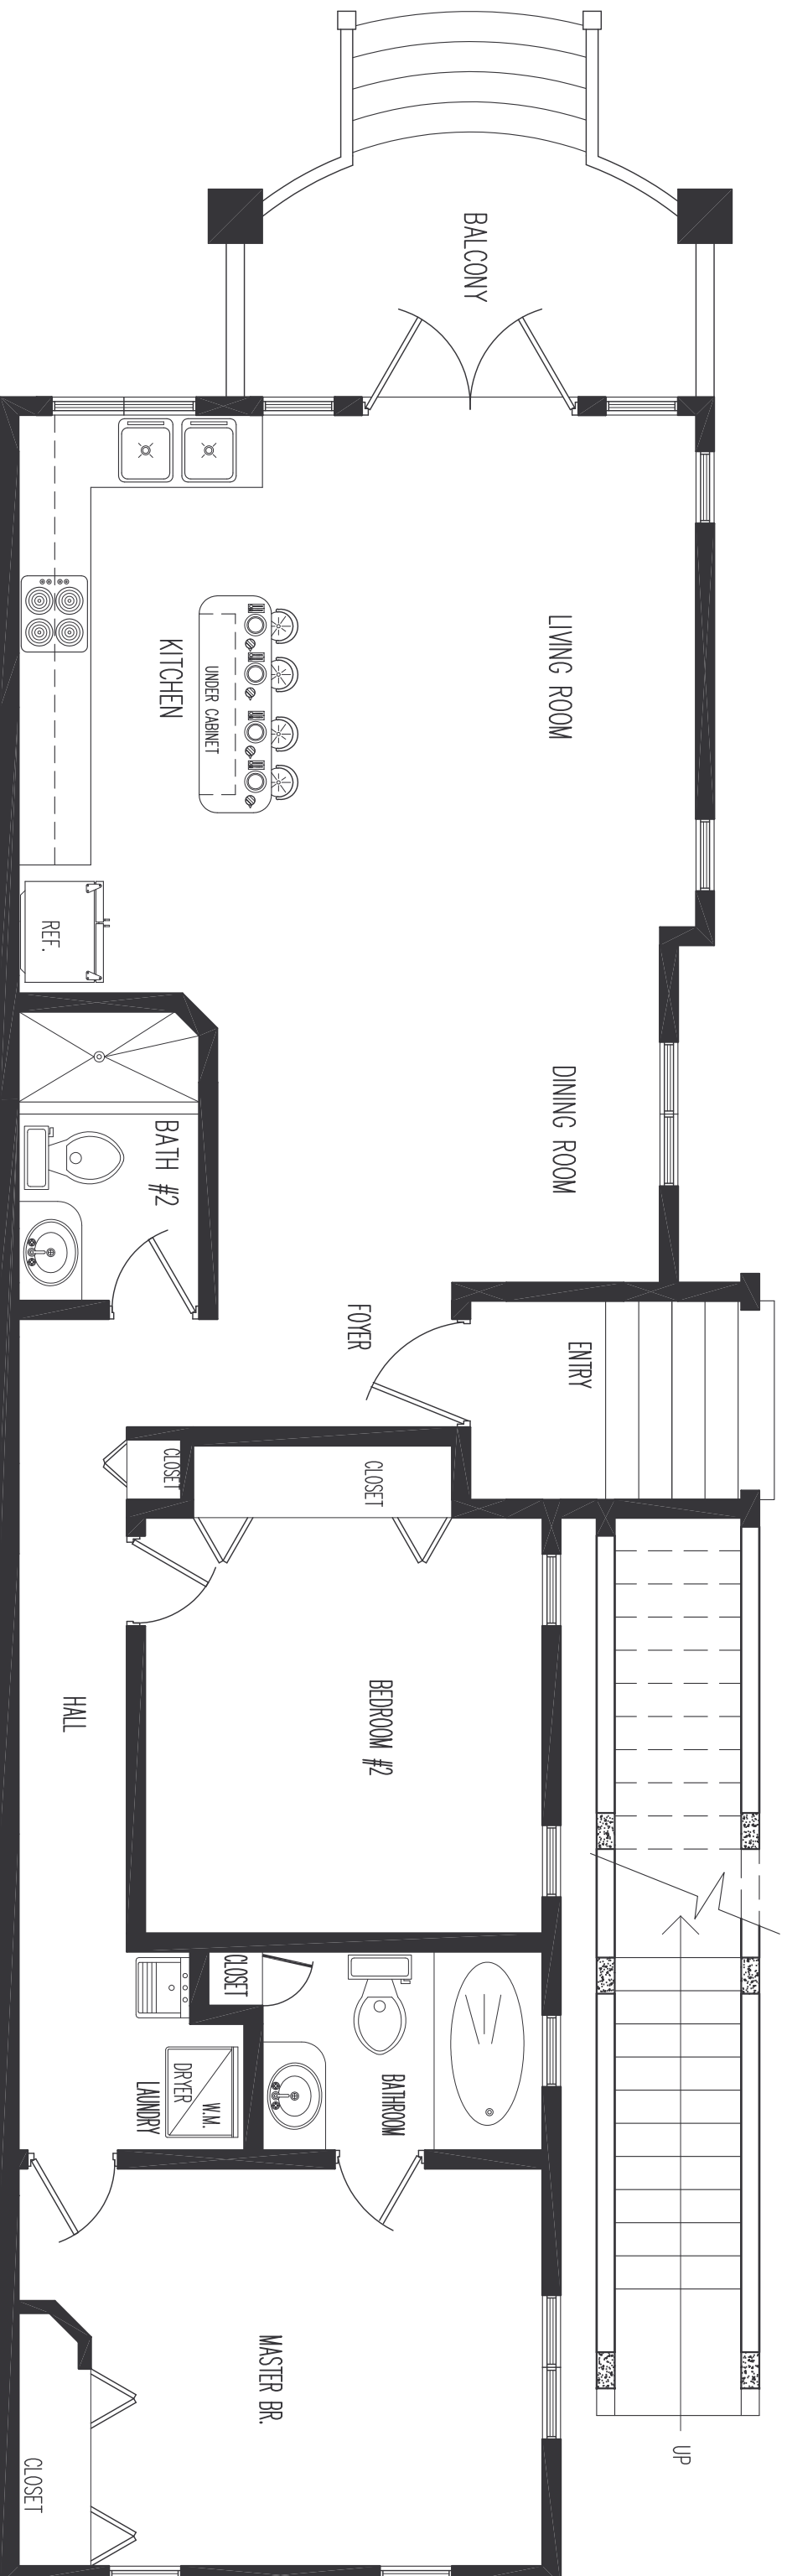 BALCONY
LIVING ROOM
KITCHEN
UNDER CABINET
REF.
DINING ROOM
BATH #2
FOYER
ENTRY
CLOSET
CLOSET
BEDROOM #2
HALL
CLOSET
BATHROOM
LAUNDRY
DRYER
W.M.
MASTER BR.
CLOSET
UP